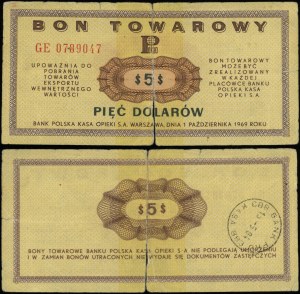 BON TOWAROWY
GE 0709047
UPOWAŻNIA DO
POBRANIA
TOWARÓW
EKSPORTU
WEWNĘTRZNEGO
WARTOŚCI
$5$
BON TOWAROWY
MOŻE BYĆ
ZREALIZOWANY
W KAŻDEJ
PLACÓWCE
BANKU POLSKA
KASA OPIEKI S.A.
PIĘĆ DOLARÓW
BANK POLSKA KASA OPIEKI S.A. WARSZAWA, DNIA 1 PAŹDZIERNIKA 1969 ROKU
$5$
BONY TOWAROWE BANKU POLSKA KASA OPIEKI S A NIE PODLEGAJĄ UMORZENIU
I W ZAMIAN BONÓW UTRACONYCH NIE WYDAJE SIĘ DOKUMENTÓW ZASTĘPCZYCH